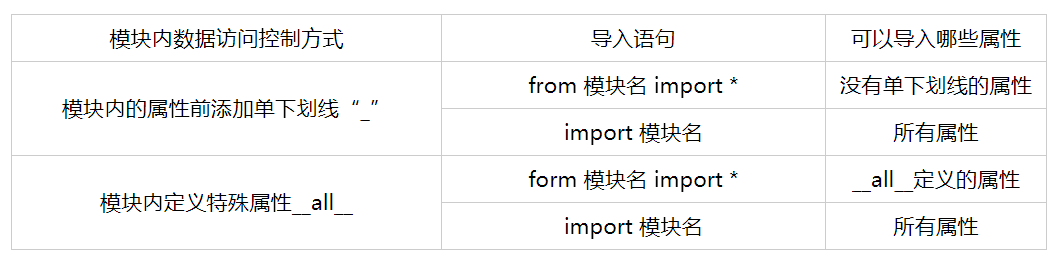 模块内数据访问控制方式 导入语句 可以导入哪些属性
模块内的属性前添加单下划线“_” from 模块名 import * 没有单下划线的属性
import 模块名 所有属性
模块内定义特殊属性__all__ form 模块名 import * __all__定义的属性
import 模块名 所有属性